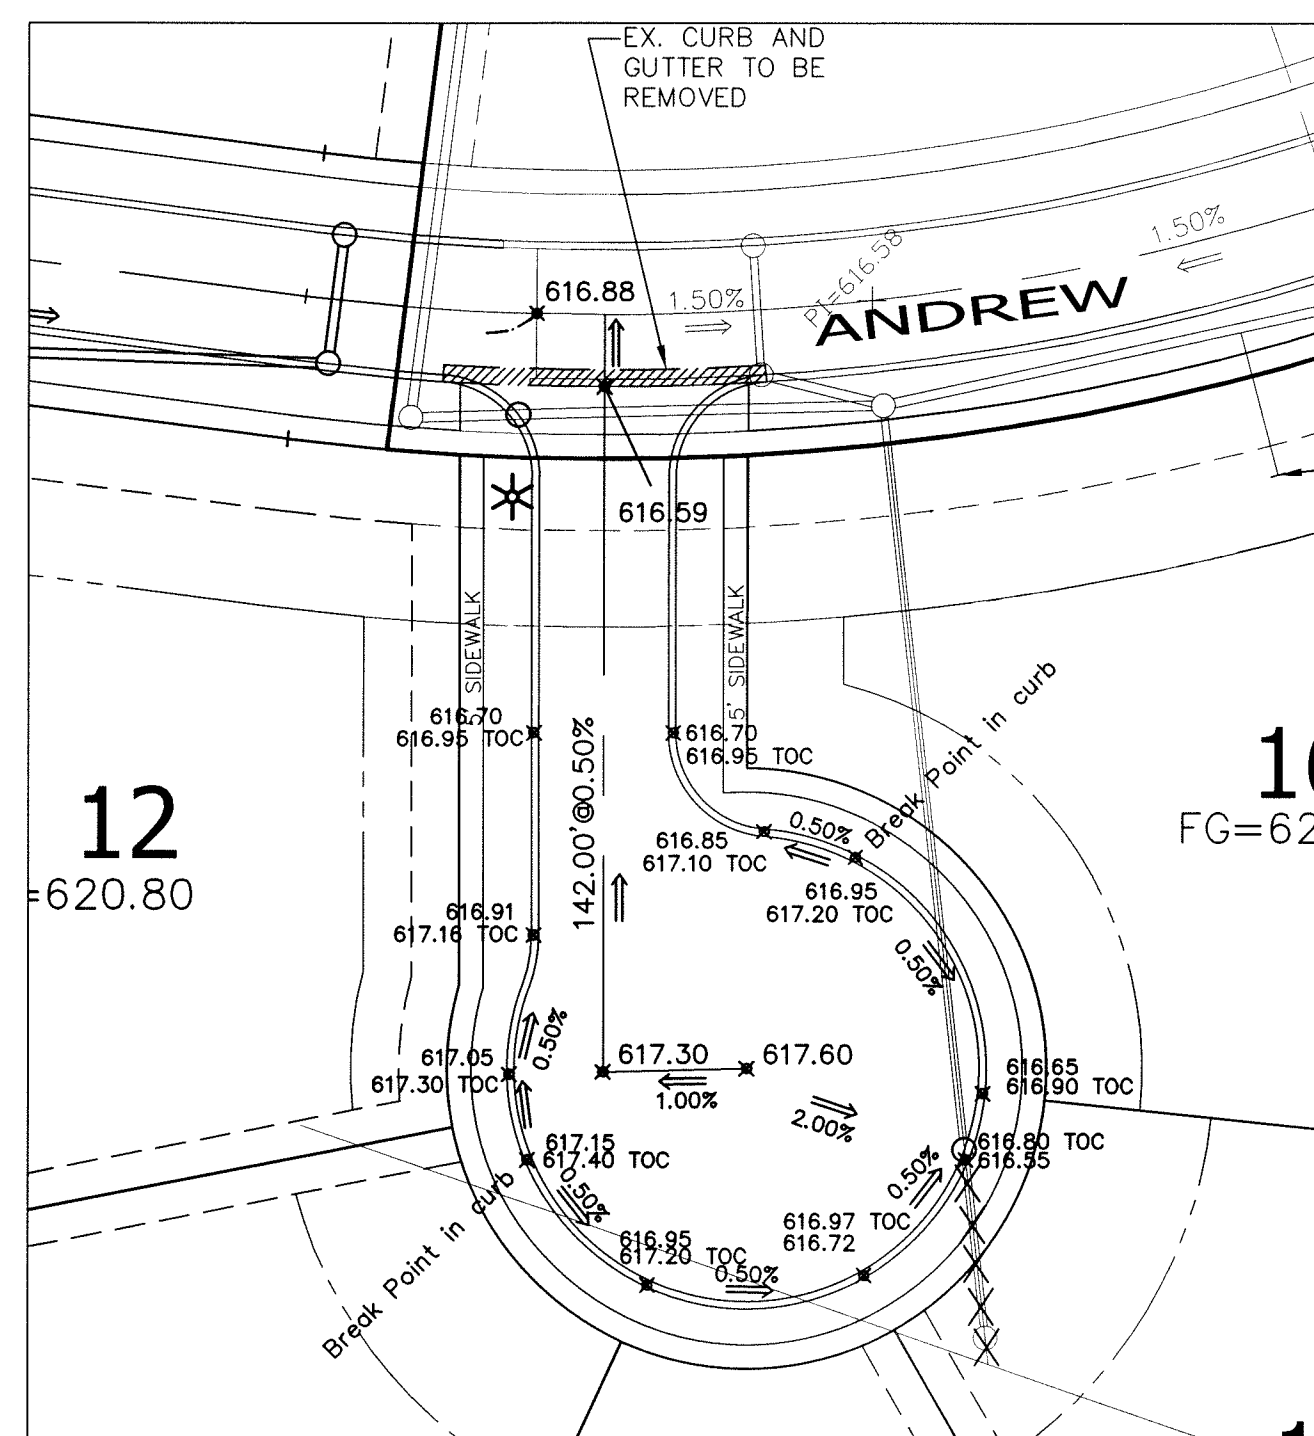 EX. CURB AND
GUTTER TO BE
REMOVED
1.50%
PI=616.58
616.88
1.50%
ANDREW
616.59
5' SIDEWALK
5' SIDEWALK
616.70
616.95 TOC
616.70
616.95 TOC
142.00'@0.50%
Break Point in curb
12
=620.80
FG=62
0.50%
616.85
617.10 TOC
616.95
617.20 TOC
616.91
617.16 TOC
0.50%
0.50%
617.05
617.30 TOC
617.30
617.60
1.00%
2.00%
616.65
616.90 TOC
616.80 TOC
616.55
617.15
617.40 TOC
0.50%
0.50%
Break Point in curb
616.97 TOC
616.72
616.95
617.20 TOC
0.50%